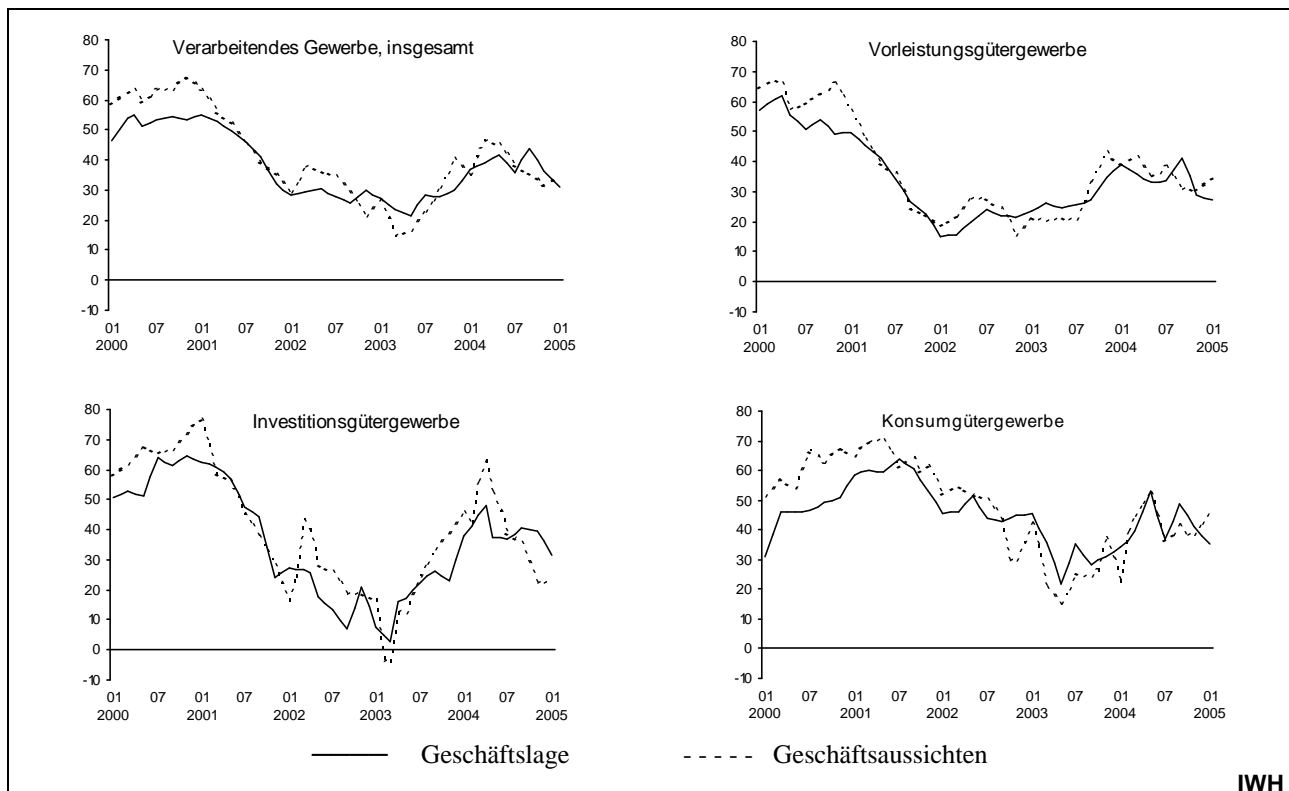 Verarbeitendes Gewerbe, insgesamt
80
70
60
50
40
30
20
10
0
-10
01 07 01 07 01 07 01 07 01 07 01
2000 2001 2002 2003 2004 2005
Vorleistungsgütergewerbe
80
70
60
50
40
30
20
10
0
-10
01 07 01 07 01 07 01 07 01 07 01
2000 2001 2002 2003 2004 2005
Investitionsgütergewerbe
80
70
60
50
40
30
20
10
0
-10
01 07 01 07 01 07 01 07 01 07 01
2000 2001 2002 2003 2004 2005
Konsumgütergewerbe
80
70
60
50
40
30
20
10
0
-10
01 07 01 07 01 07 01 07 01 07 01
2000 2001 2002 2003 2004 2005
Geschäftslage Geschäftsaussichten
IWH